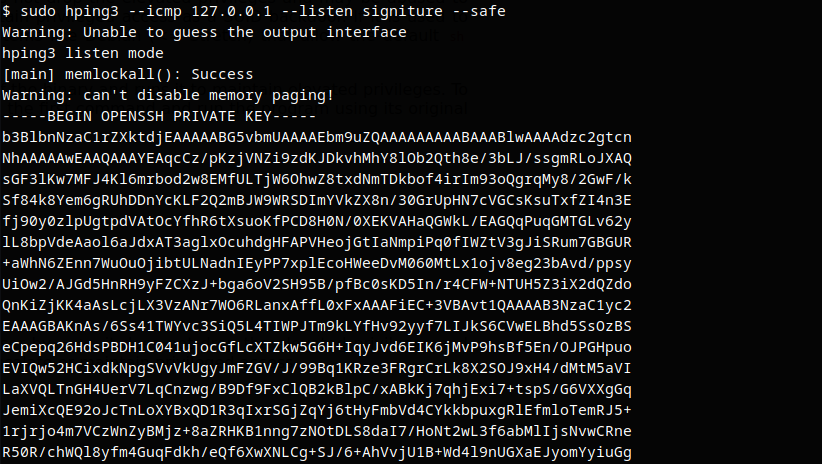 $ sudo hping3 --icmp 127.0.0.1 --listen signiture --safe
Warning: Unable to guess the output interface
hping3 listen mode
[main] memlockall(): Success
Warning: can't disable memory paging!
-----BEGIN OPENSSH PRIVATE KEY-----
b3BlbnNzaC1rZXktdjEAAAAABG5vbmUAAAAEbm9uZQAAAAAAAAABAAABlwAAAAdzc2gtcn
NhAAAAAwEAAQAAAYEAqcCz/pKzjVNZi9zdKJDkvhMhY8lOb2Qth8e/3bLJ/ssgmRLoJXAQ
sGF3lKw7MFJ4Kl6mrbod2w8EMfULTjW6OhwZ8txdNmTDkbof4irIm93oQgrqMy8/2GwF/k
Sf84k8Yem6gRUhDDnYcKLF2Q2mBJW9WRSDImYVkZX8n/30GrUpHN7cVGCsKsuTxfZI4n3E
fj90y0zlpUgtpdVAtOcYfhR6tXsuoKfPCD8H0N/0XEKVAHaQGWkL/EAGQqPuqGMTGLv62y
lL8bpVdeAaol6aJdxAT3aglxOcuhdgHFAPVHeojGtIaNmpiPq0fIWZtV3gJiSRum7GBGUR
+aWhN6ZEnn7WuOuOjibtULNadnIEyPP7xplEcoHWeeDvM060MtLx1ojv8eg23bAvd/ppsy
UiOw2/AJGd5HnRH9yFZCXzJ+bga6oV2SH95B/pfBc0sKD5In/r4CFW+NTUH5Z3iX2dQZdo
QnKiZjKK4aAsLcjLX3VzANr7WO6RLanxAffL0xFxAAAFiEC+3VBAvt1QAAAAB3NzaC1yc2
EAAAGBAKnAs/6Ss41TWYvc3SiQ5L4TIWPJTm9kLYfHv92yyf7LIJkS6CVwELBhd5SsOzBS
eCpepq26HdsPBDH1C041ujocGfLcXTZkw5G6H+IqyJvd6EIK6jMvP9hsBf5En/OJPGHpuo
EVIQw52HCixdkNpgSVvVkUgyJmFZGV/J/99Bq1KRze3FRgrCrLk8X2SOJ9xH4/dMtM5aVI
LaXVQLTnGH4UerV7LqCnzwg/B9Df9FxClQB2kBlpC/xABkKj7qhjExi7+tspS/G6VXXgGq
JemiXcQE92oJcTnLoXYBxQD1R3qIxrSGjZqYj6tHyFmbVd4CYkkbpuxgRlEfmloTemRJ5+
1rjrjo4m7VCzWnZyBMjz+8aZRHKB1nng7zNOtDLS8daI7/HoNt2wL3f6abMlIjsNvwCRne
R50R/chWQl8yfm4GuqFdkh/eQf6XwXNLCg+SJ/6+AhVvjU1B+Wd4l9nUGXaEJyomYyiuGg